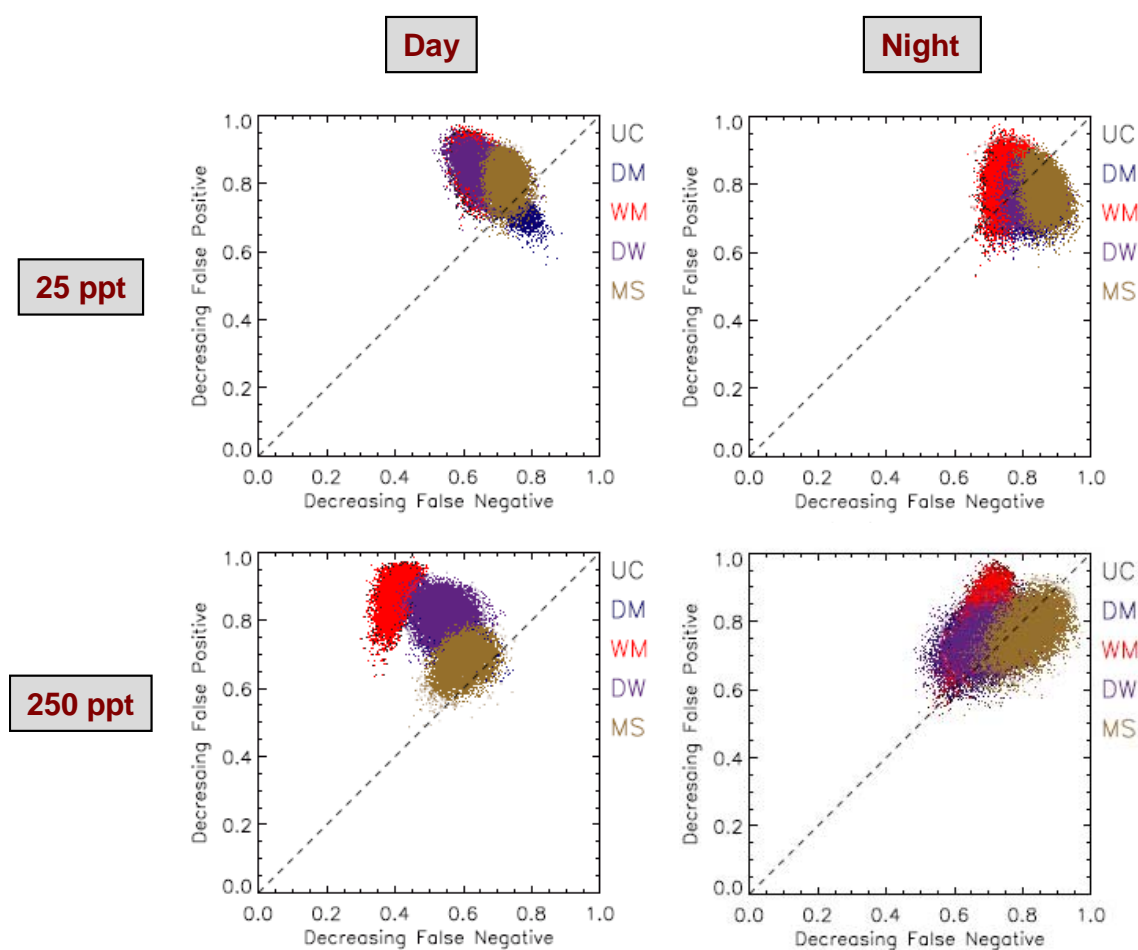 Day
Night
25 ppt
Decresaing False Positive
1.0
0.8
0.6
0.4
0.2
0.0
0.0 0.2 0.4 0.6 0.8 1.0
Decreasing False Negative
UC
DM
WM
DW
MS
Decresaing False Positive
1.0
0.8
0.6
0.4
0.2
0.0
0.0 0.2 0.4 0.6 0.8 1.0
Decreasing False Negative
UC
DM
WM
DW
MS
250 ppt
Decresaing False Positive
1.0
0.8
0.6
0.4
0.2
0.0
0.0 0.2 0.4 0.6 0.8 1.0
Decreasing False Negative
UC
DM
WM
DW
MS
Decresaing False Positive
1.0
0.8
0.6
0.4
0.2
0.0
0.0 0.2 0.4 0.6 0.8 1.0
Decreasing False Negative
UC
DM
WM
DW
MS